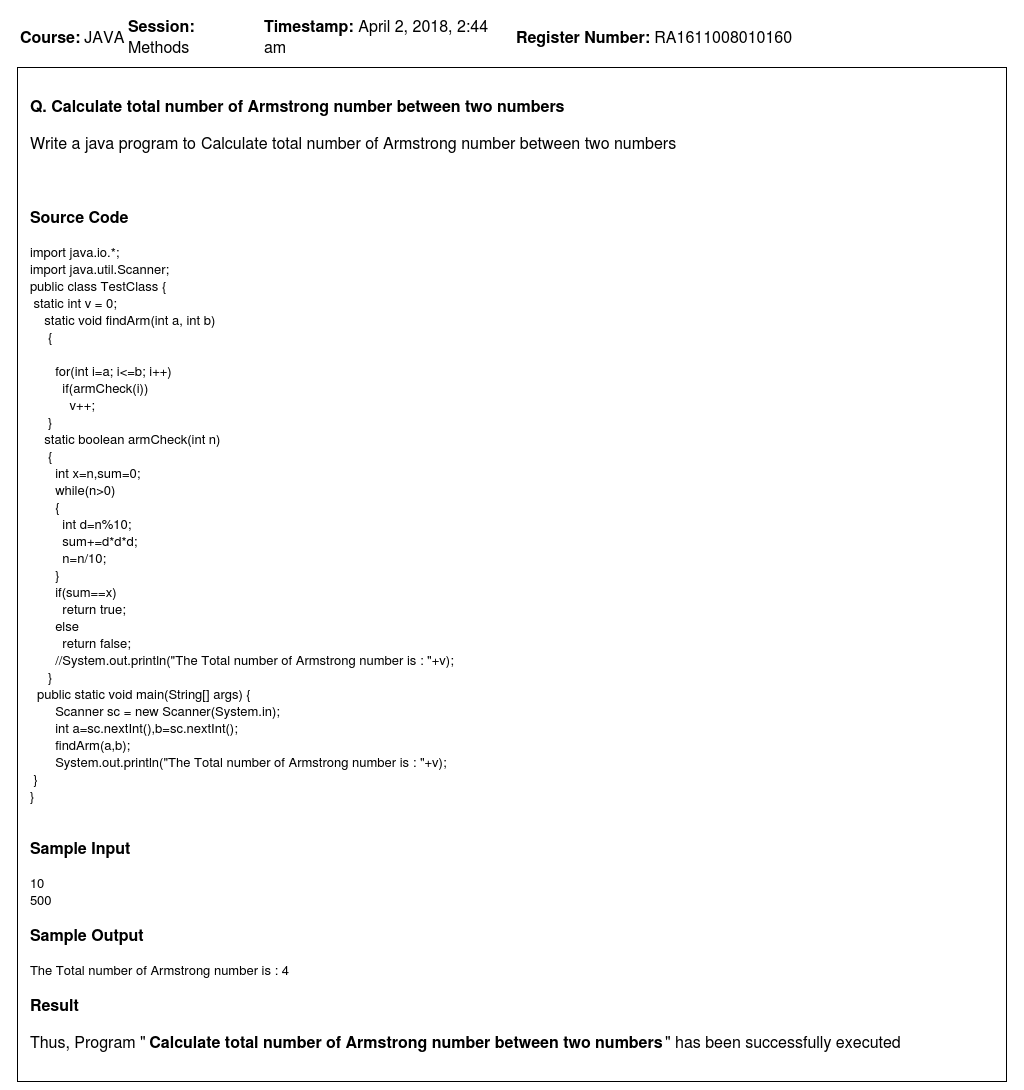 Course: JAVA Session: Methods Timestamp: April 2, 2018, 2:44 am Register Number: RA1611008010160
Q. Calculate total number of Armstrong number between two numbers
Write a java program to Calculate total number of Armstrong number between two numbers
Source Code
import java.io.*;
import java.util.Scanner;
public class TestClass {
static int v = 0;
static void findArm(int a, int b)
{
for(int i=a; i<=b; i++)
if(armCheck(i))
v++;
}
static boolean armCheck(int n)
{
int x=n,sum=0;
while(n>0)
{
int d=n%10;
sum+=d*d*d;
n=n/10;
}
if(sum==x)
return true;
else
return false;
//System.out.println("The Total number of Armstrong number is : "+v);
}
public static void main(String[] args) {
Scanner sc = new Scanner(System.in);
int a=sc.nextInt(),b=sc.nextInt();
findArm(a,b);
System.out.println("The Total number of Armstrong number is : "+v);
}
}
Sample Input
10
500
Sample Output
The Total number of Armstrong number is : 4
Result
Thus, Program " Calculate total number of Armstrong number between two numbers " has been successfully executed